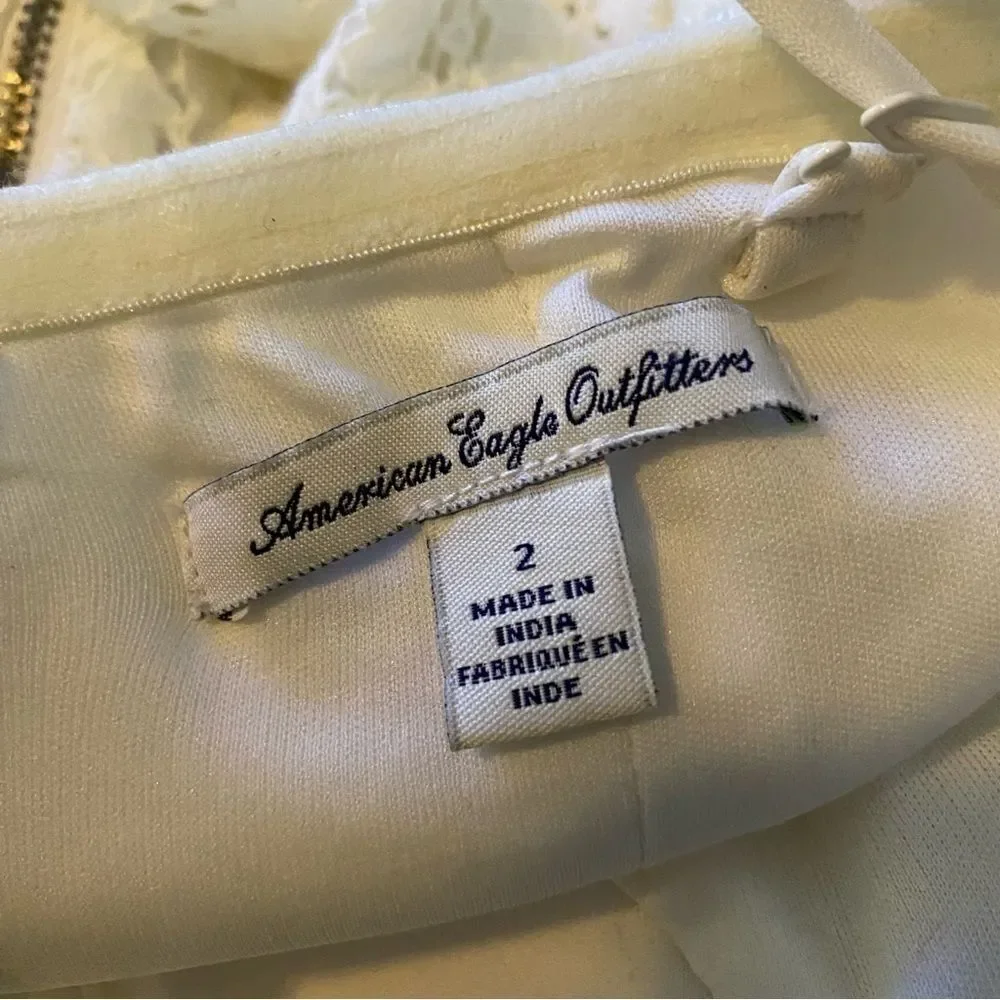 American Eagle Outfitters
2
MADE IN
INDIA
FABRIQUÉ EN
INDE